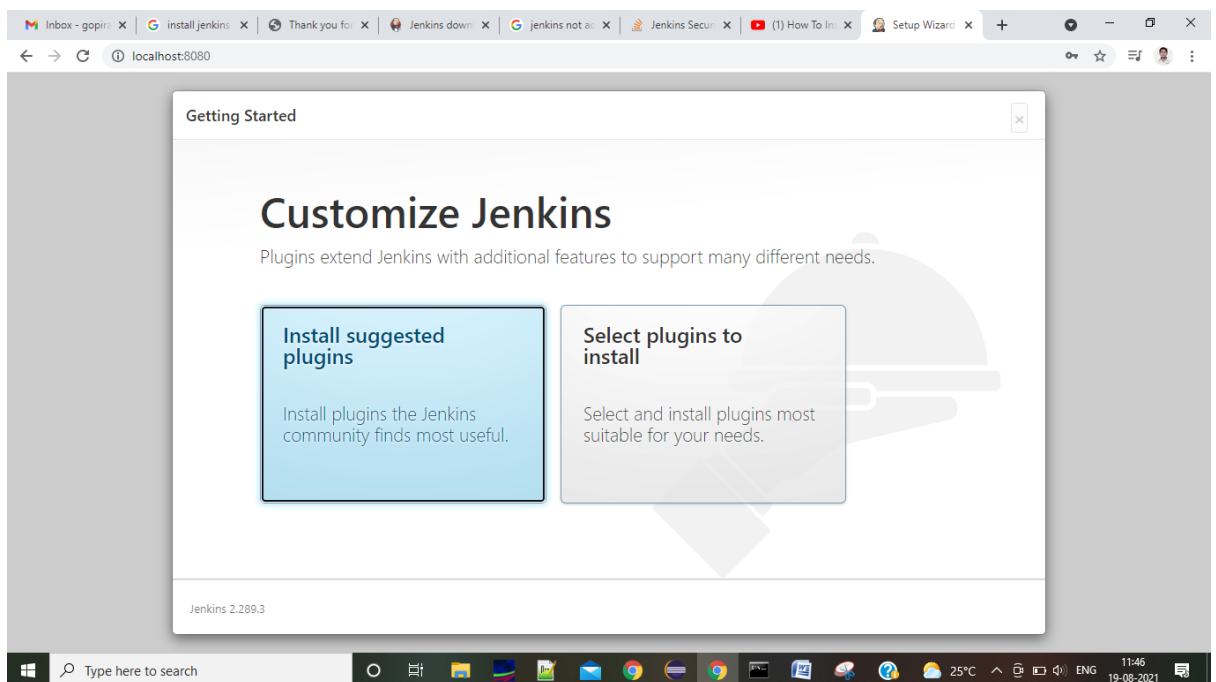 Inbox - gopira
install jenkins
Thank you for
Jenkins down
jenkins not ac
Jenkins Secur
(1) How To Ins
Setup Wizard
localhost:8080
Getting Started
Customize Jenkins
Plugins extend Jenkins with additional features to support many different needs.
Install suggested
plugins
Install plugins the Jenkins
community finds most useful.
Select plugins to
install
Select and install plugins most
suitable for your needs.
Jenkins 2.289.3
Type here to search
25°C
ENG
11:46
19-08-2021